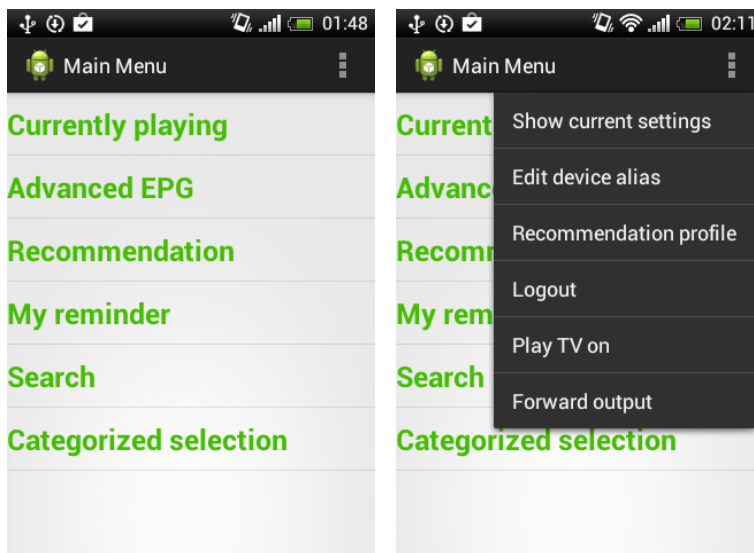 01:48
Main Menu
Currently playing
Advanced EPG
Recommendation
My reminder
Search
Categorized selection
02:11
Main Menu
Current
Show current settings
Advanc
Edit device alias
Recomm
Recommendation profile
Logout
My rem
Play TV on
Search
Forward output
Categorized selection